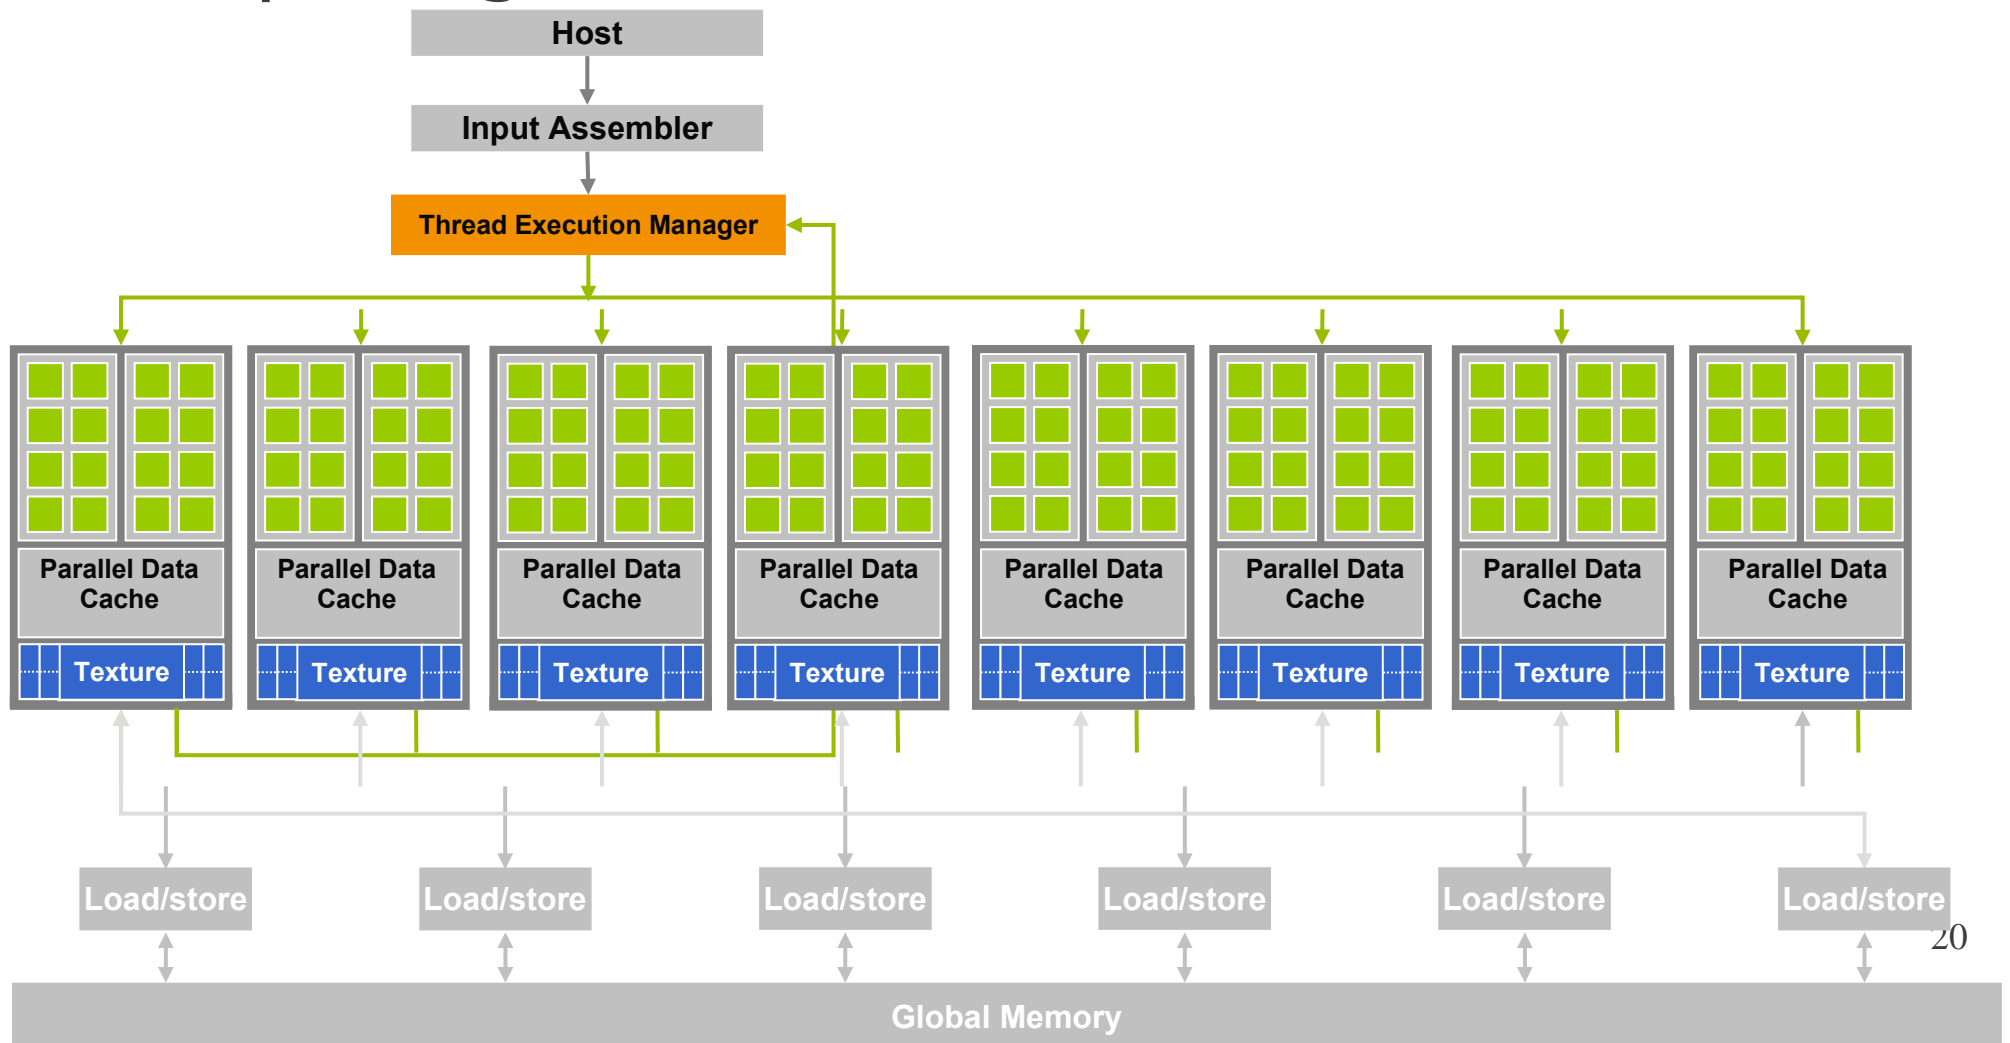 Host
Input Assembler
Thread Execution Manager
Parallel Data
Cache
Parallel Data
Cache
Parallel Data
Cache
Parallel Data
Cache
Parallel Data
Cache
Parallel Data
Cache
Parallel Data
Cache
Parallel Data
Cache
Texture
Texture
Texture
Texture
Texture
Texture
Texture
Texture
Load/store
Load/store
Load/store
Load/store
Load/store
Load/store
20
Global Memory